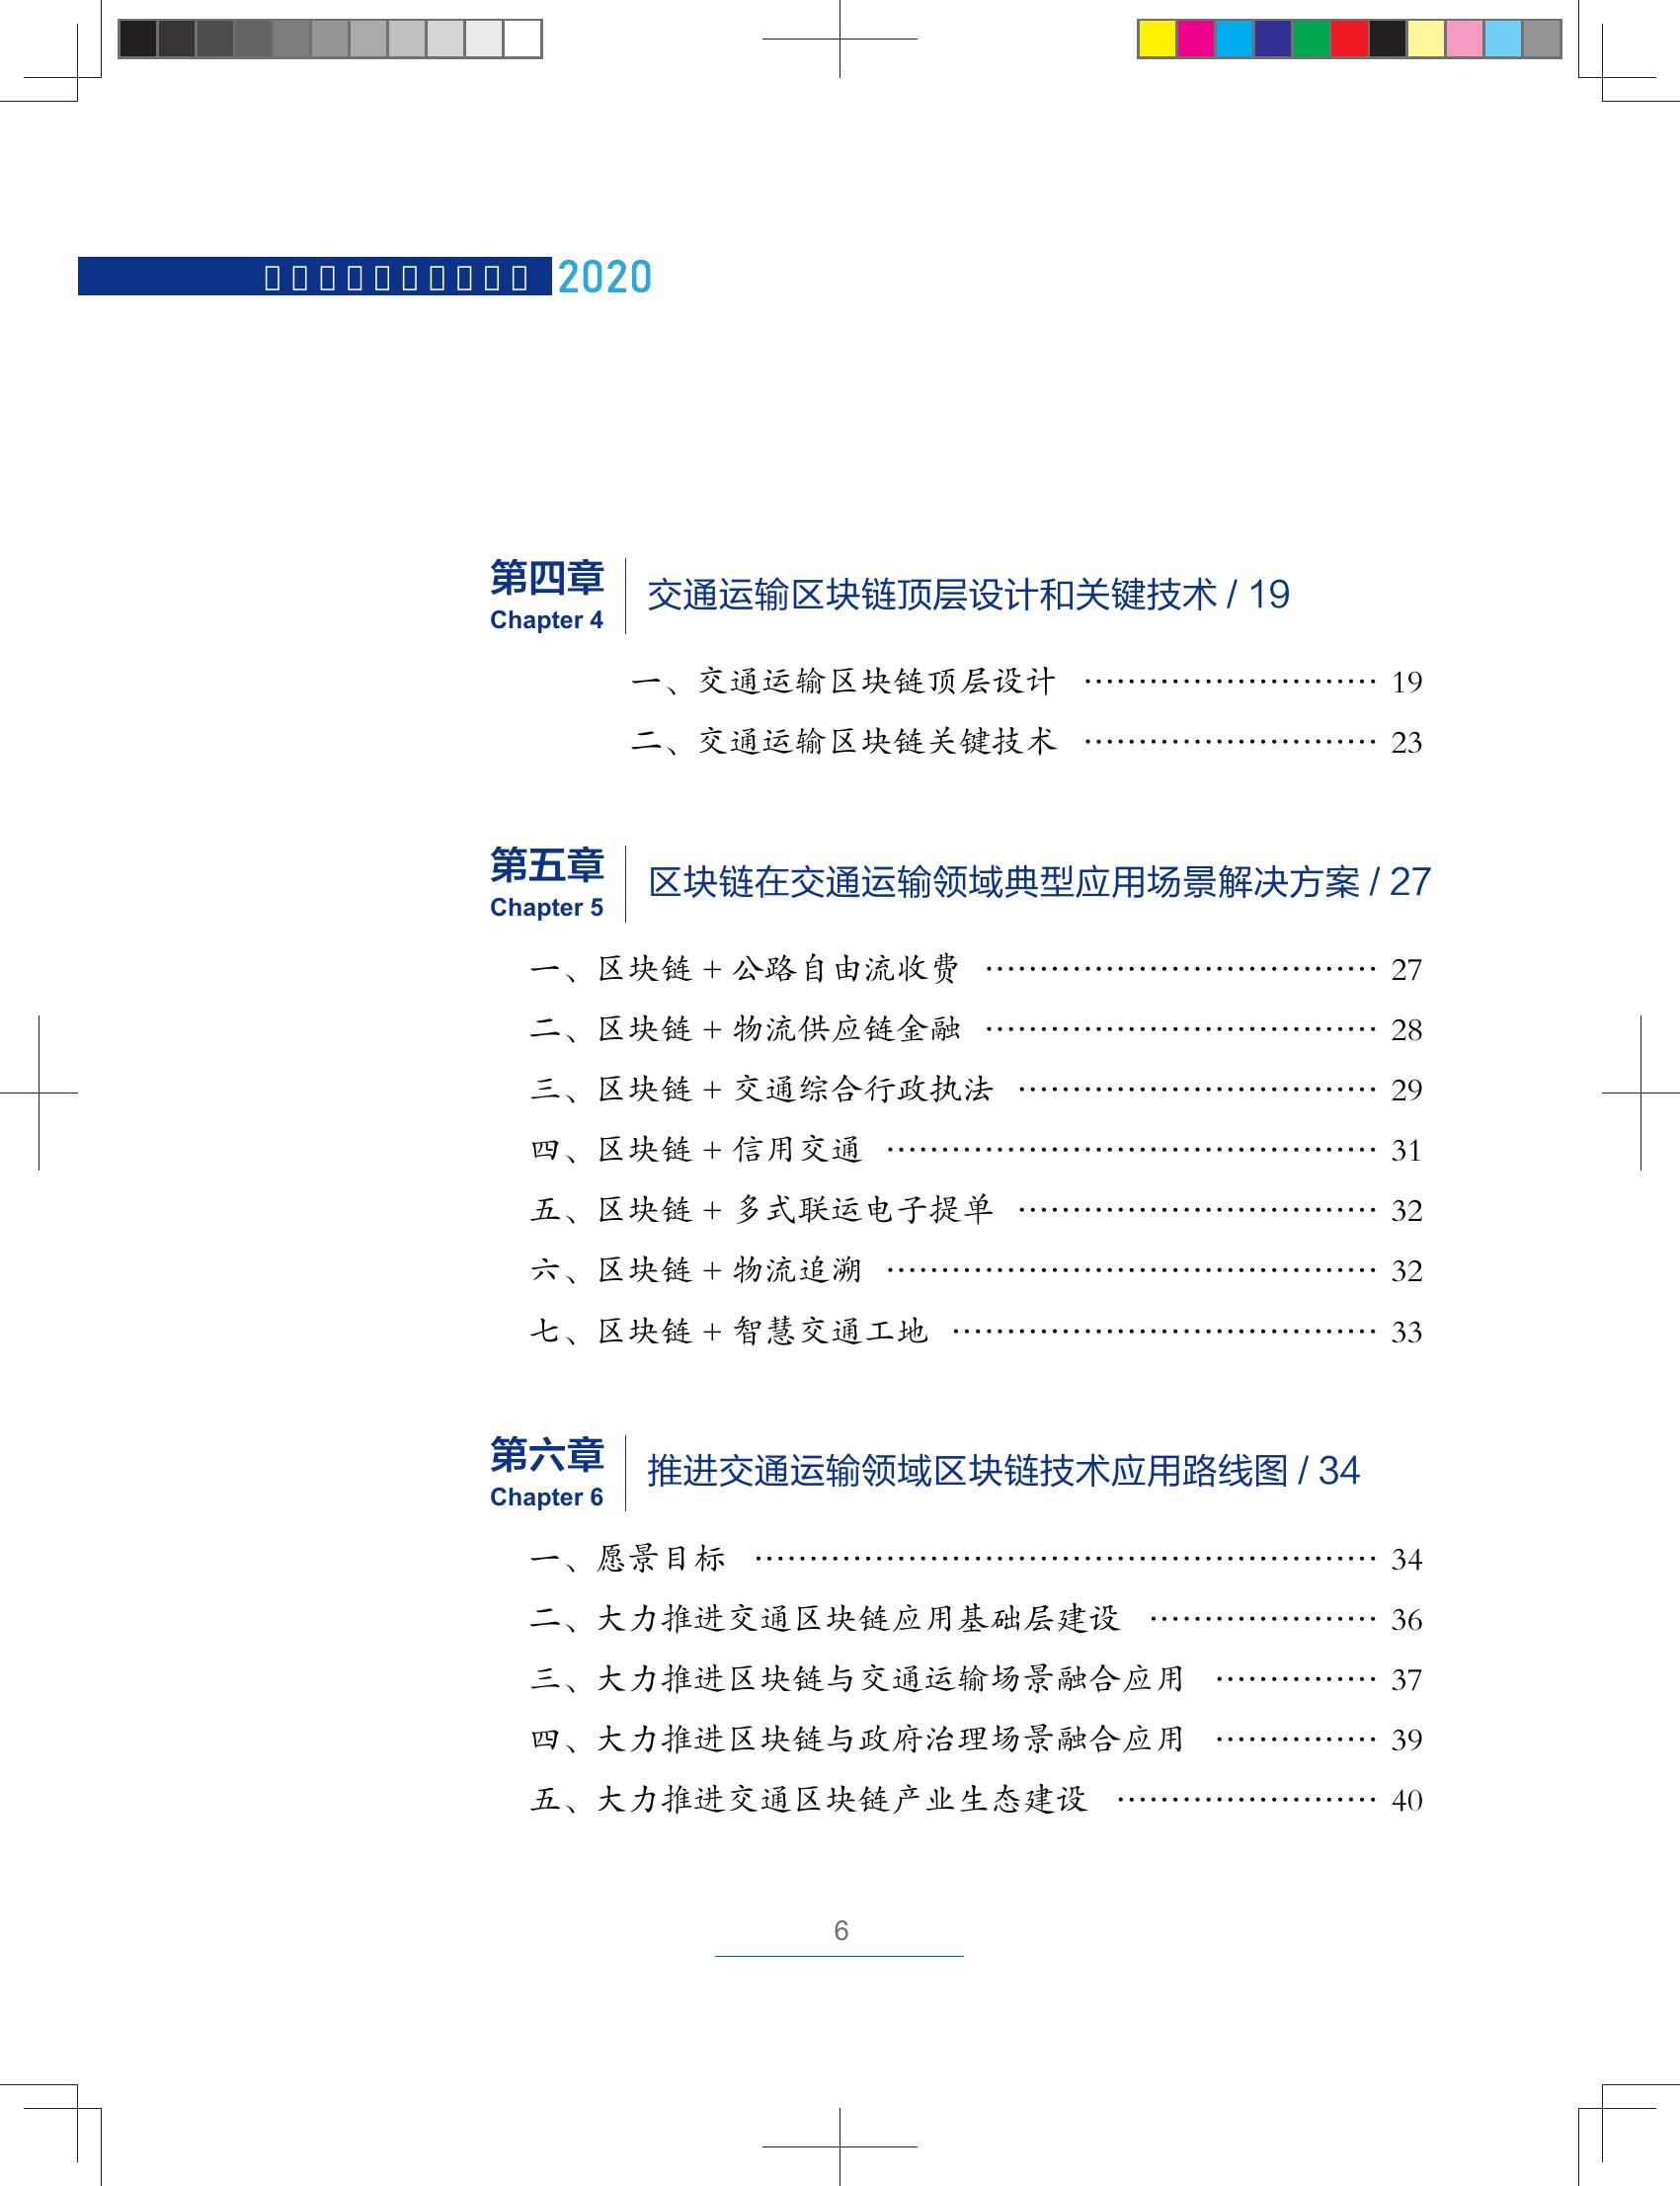 2020
第四章
Chapter 4
交通运输区块链顶层设计和关键技术 / 19
一、交通运输区块链顶层设计 ………………………… 19
二、交通运输区块链关键技术 ………………………… 23
第五章
Chapter 5
区块链在交通运输领域典型应用场景解决方案 / 27
一、区块链 + 公路自由流收费 ………………………………… 27
二、区块链 + 物流供应链金融 ………………………………… 28
三、区块链 + 交通综合行政执法 ……………………………… 29
四、区块链 + 信用交通 ………………………………………… 31
五、区块链 + 多式联运电子提单 ……………………………… 32
六、区块链 + 物流追溯 ………………………………………… 32
七、区块链 + 智慧交通工地 …………………………………… 33
第六章
Chapter 6
推进交通运输领域区块链技术应用路线图 / 34
一、愿景目标 …………………………………………………… 34
二、大力推进交通区块链应用基础层建设 ………………… 36
三、大力推进区块链与交通运输场景融合应用 …………… 37
四、大力推进区块链与政府治理场景融合应用 …………… 39
五、大力推进交通区块链产业生态建设 …………………… 40
6